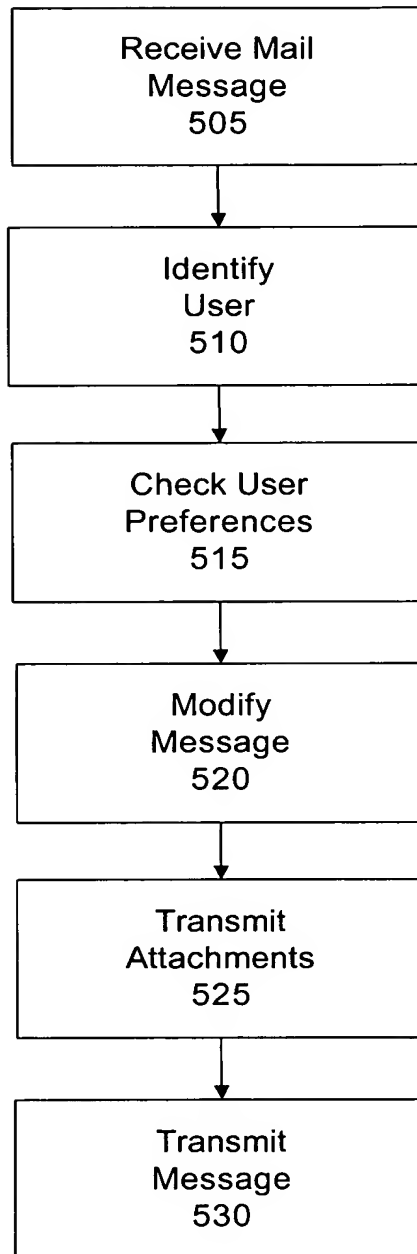 Receive Mail
Message
505
Identify
User
510
Check User
Preferences
515
Modify
Message
520
Transmit
Attachments
525
Transmit
Message
530